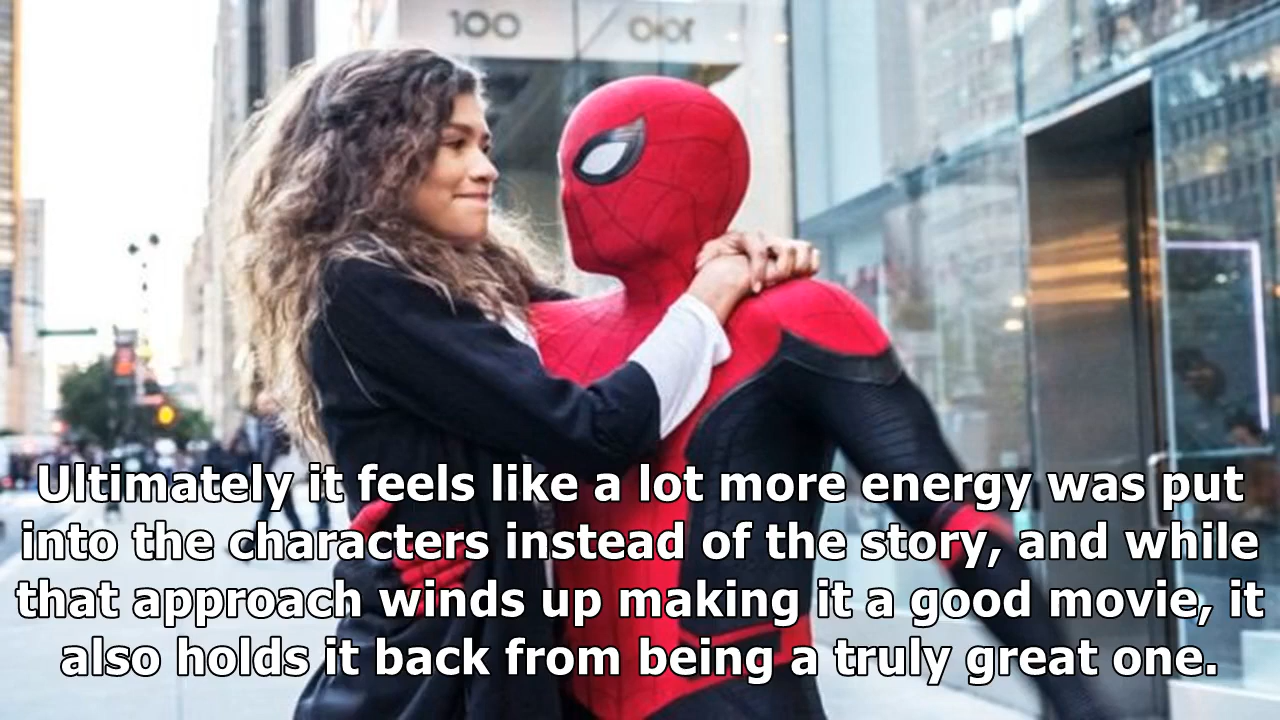 100
Ultimately it feels like a lot more energy was put
into the characters instead of the story, and while
that approach winds up making it a good movie, it
also holds it back from being a truly great one.